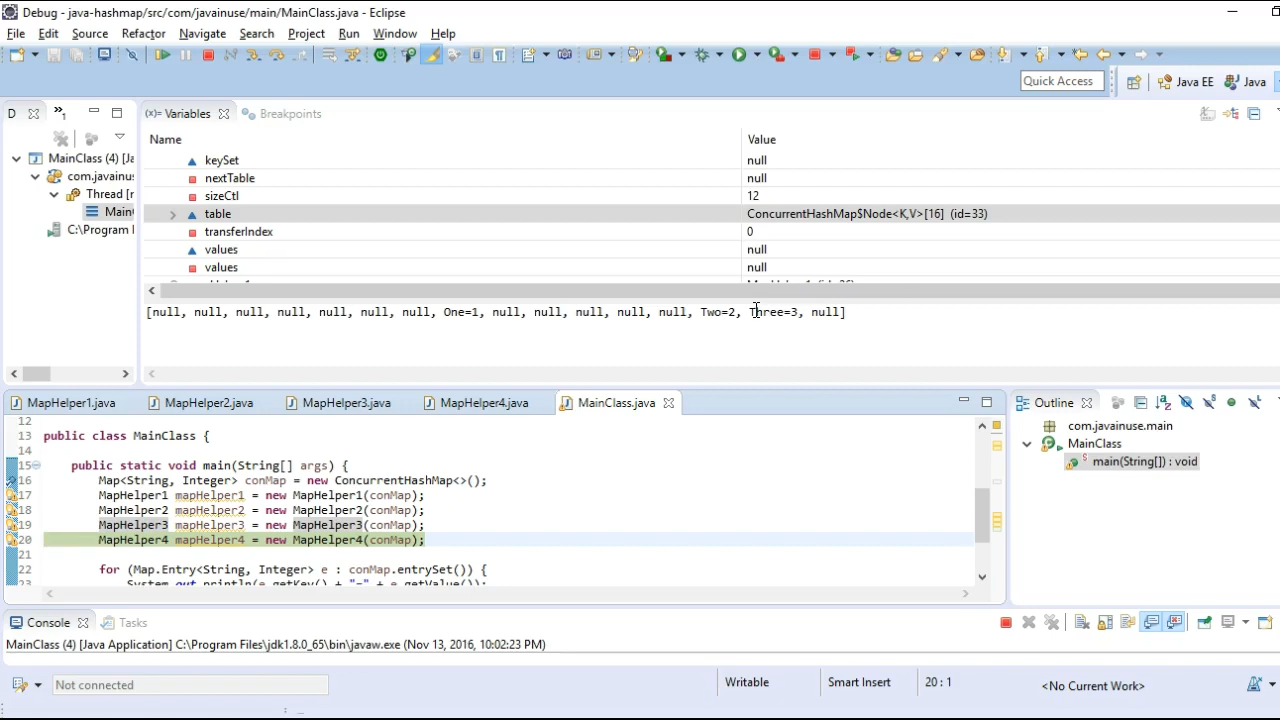 Debug - java-hashmap/src/com/javainuse/main/MainClass.java - Eclipse
File Edit Source Refactor Navigate Search Project Run Window Help
Quick Access Java EE Java
D »1 (x)= Variables Breakpoints
Name Value
keySet null
nextTable null
sizeCtl 12
table ConcurrentHashMap$Node<K,V>[16] (id=33)
transferIndex 0
values null
values null
MainClass (4) [Ja
com.javainus
Thread [r
Main
C:\Program
[null, null, null, null, null, null, null, One=1, null, null, null, null, null, Two=2, Three=3, null]
MapHelper1.java MapHelper2.java MapHelper3.java MapHelper4.java MainClass.java
12
13 public class MainClass {
14
15 public static void main(String[] args) {
16 Map<String, Integer> conMap = new ConcurrentHashMap<>();
17 MapHelper1 mapHelper1 = new MapHelper1(conMap);
18 MapHelper2 mapHelper2 = new MapHelper2(conMap);
19 MapHelper3 mapHelper3 = new MapHelper3(conMap);
20 MapHelper4 mapHelper4 = new MapHelper4(conMap);
21
22 for (Map.Entry<String, Integer> e : conMap.entrySet()) {
23 System.out.println(e.getKey() + "=" + e.getValue());
Outline
com.javainuse.main
MainClass
main(String[]) : void
Console Tasks
MainClass (4) [Java Application] C:\Program Files\jdk1.8.0_65\bin\javaw.exe (Nov 13, 2016, 10:02:23 PM)
Not connected Writable Smart Insert 20 : 1 <No Current Work>